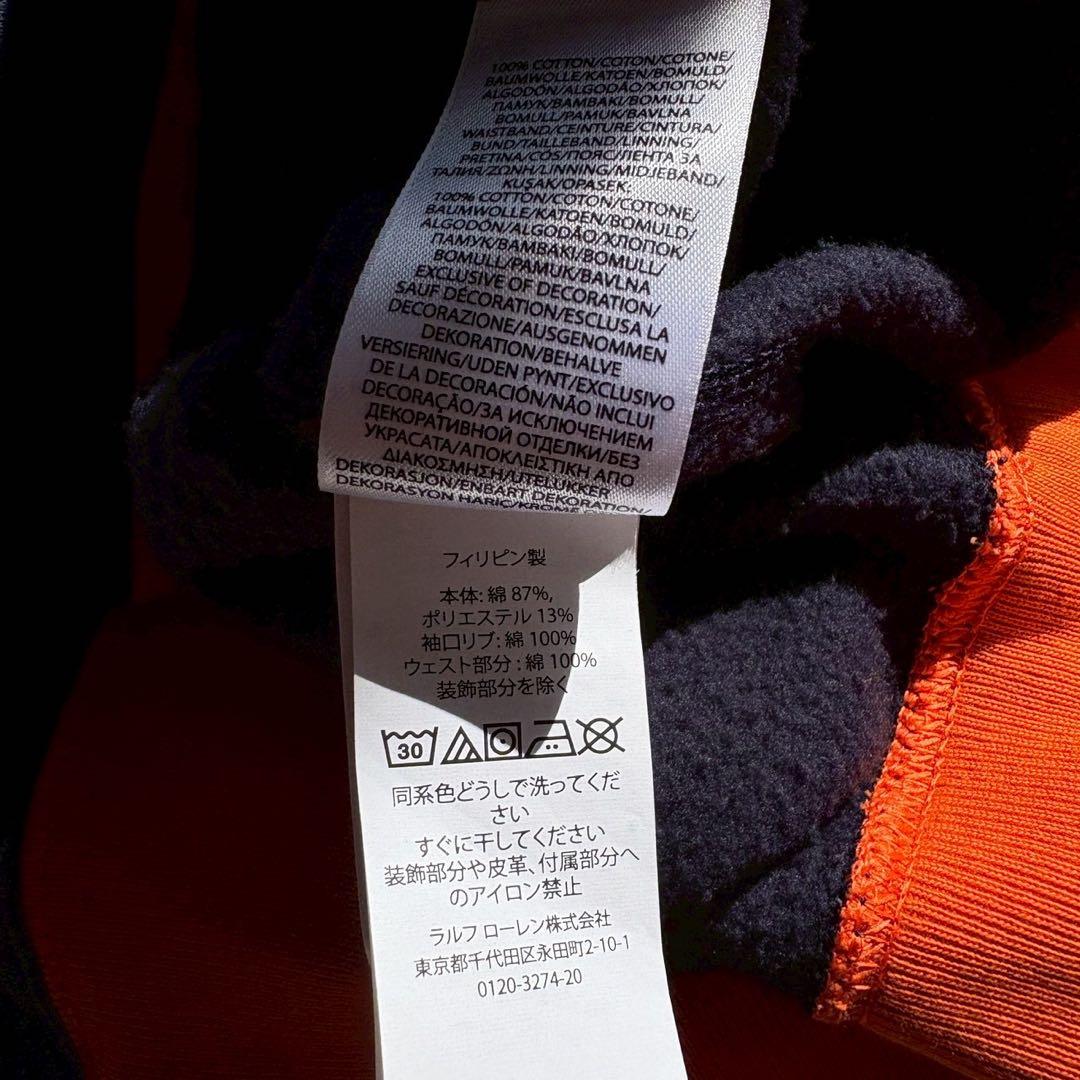 100% COTTON/COTON/COTONE/
BAUMWOLLE/KATOEN/BOMULD/
ALGODÓN/ALGODÃO/ХЛОПОК/
ПАМУК/ΒΑΜΒΑΚΙ/BOMULL/
BOMULL/PAMUK/BAVLNA
WAISTBAND/CEINTURE/CINTURA/
BUND/TAILLEBAND/LINNING/
PRETINA/CÓS/ПОЯС/ЛЕНТА ЗА
ТАЛИЯ/ΖΩΝΗ/LINNING/MIDJEBAND/
KUŞAK/OPASEK:
100% COTTON/COTON/COTONE/
BAUMWOLLE/KATOEN/BOMULD/
ALGODÓN/ALGODÃO/ХЛОПОК/
ПАМУК/ΒΑΜΒΑΚΙ/BOMULL/
BOMULL/PAMUK/BAVLNA
EXCLUSIVE OF DECORATION/
SAUF DÉCORATION/ESCLUSA LA
DECORAZIONE/AUSGENOMMEN
DEKORATION/BEHALVE
VERSIERING/UDEN PYNT/EXCLUSIVO
DE LA DECORACIÓN/NÃO INCLUI
DECORAÇÃO/ЗА ИСКЛЮЧЕНИЕМ
ДЕКОРАТИВНОЙ ОТДЕЛКИ/БЕЗ
УКРАСАТА/ΑΠΟΚΛΕΙΣΤΙΚΗ ΑΠΟ
ΔΙΑΚΟΣΜΗΣΗ/UTELUKKER
DEKORASJON/ENBART DEKORATION/
DEKORASYON HARİÇ/KROMĚ
フィリピン製
本体: 綿 87%,
ポリエステル 13%
袖口リブ: 綿 100%
ウェスト部分 : 綿 100%
装飾部分を除く
30
同系色どうしで洗ってくだ
さい
すぐに干してください
装飾部分や皮革、付属部分へ
のアイロン禁止
ラルフ ローレン株式会社
東京都千代田区永田町2-10-1
0120-3274-20